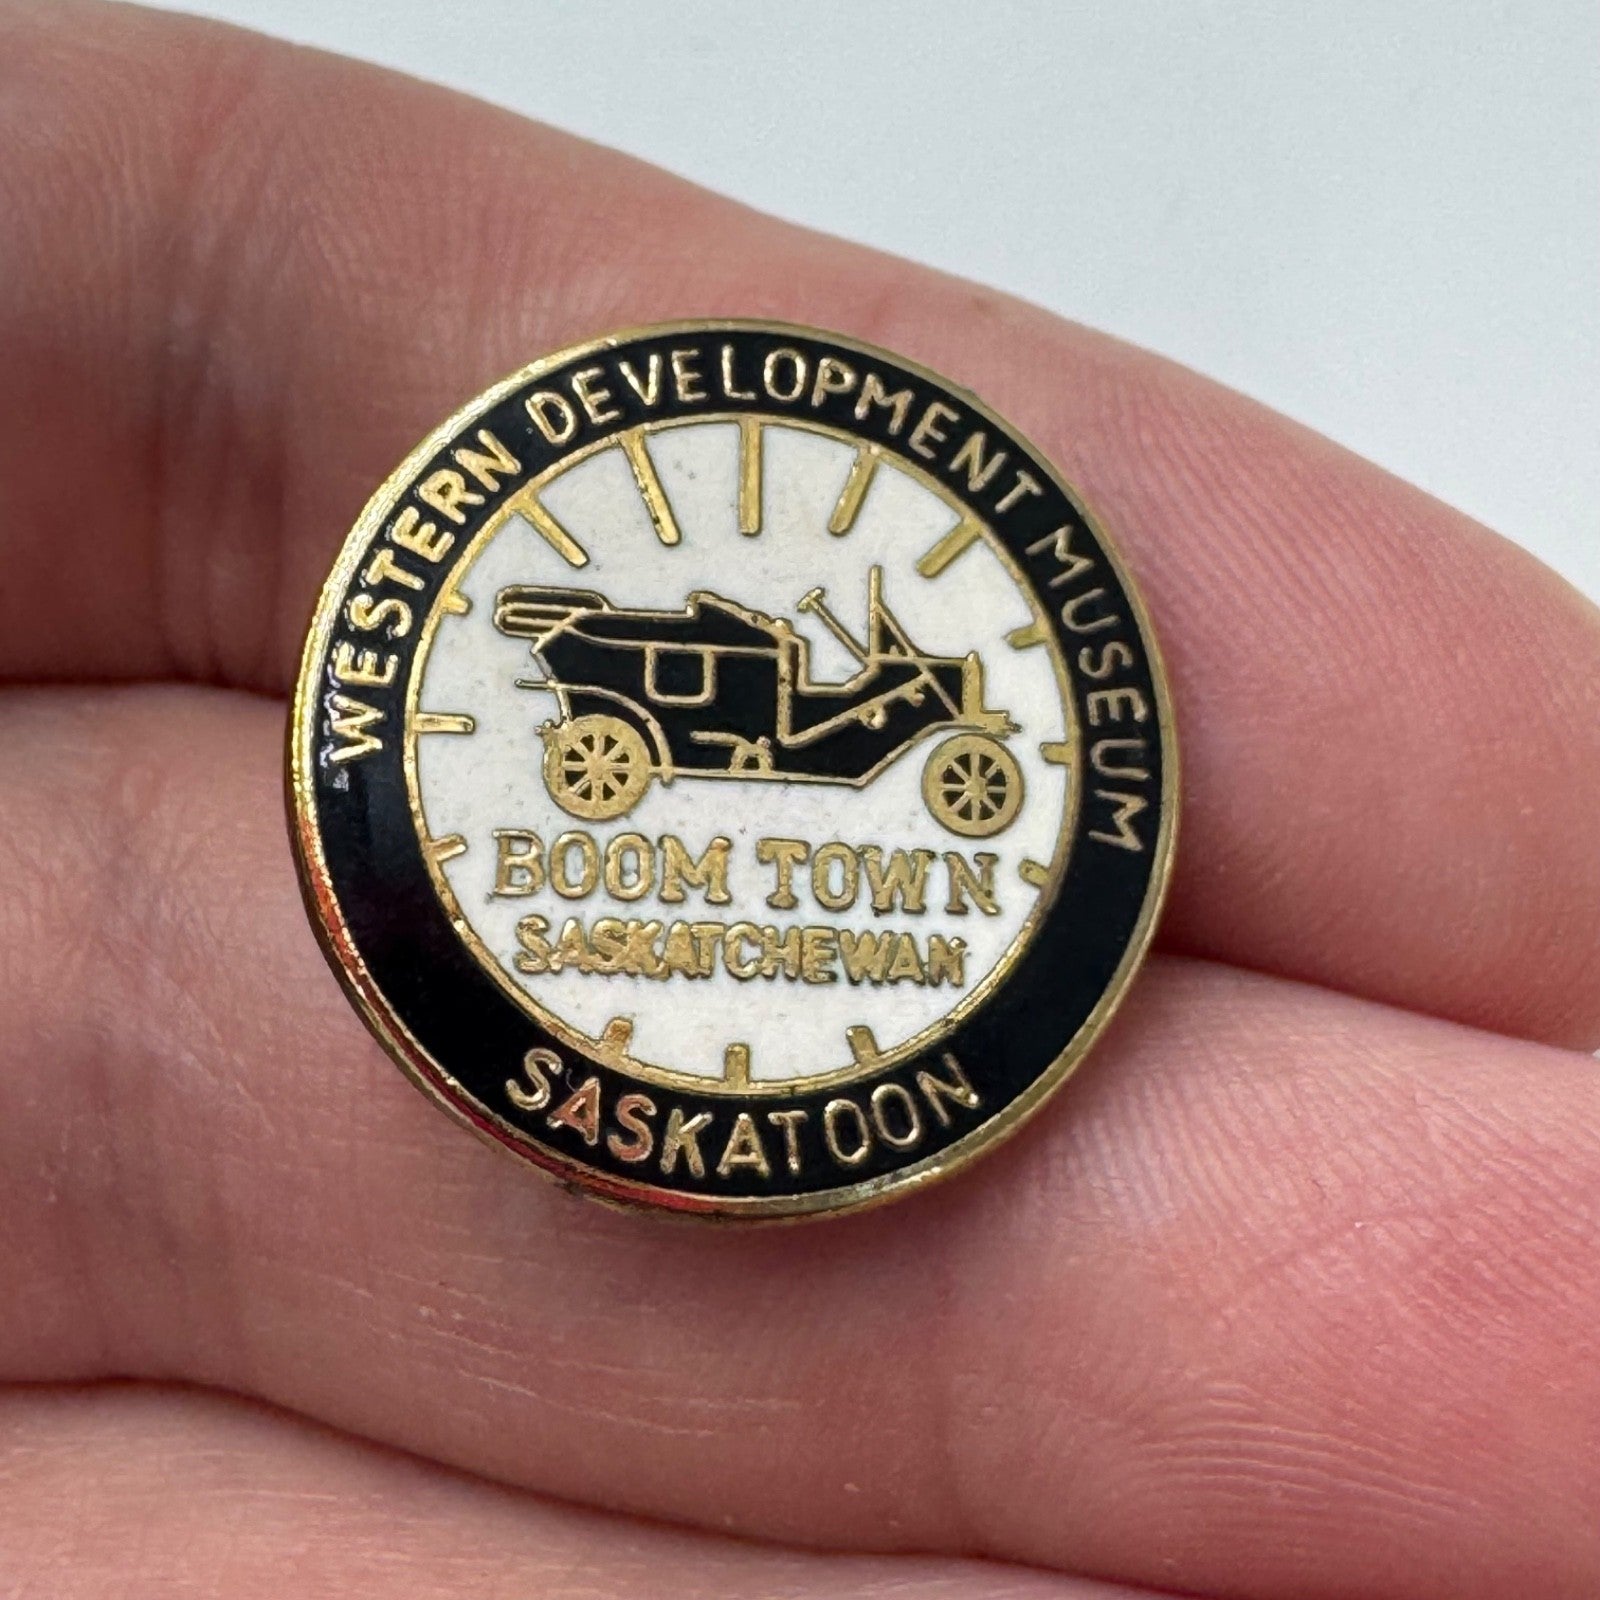 WESTERN DEVELOPMENT MUSEUM
BOOM TOWN
SASKATCHEWAN
SASKATOON